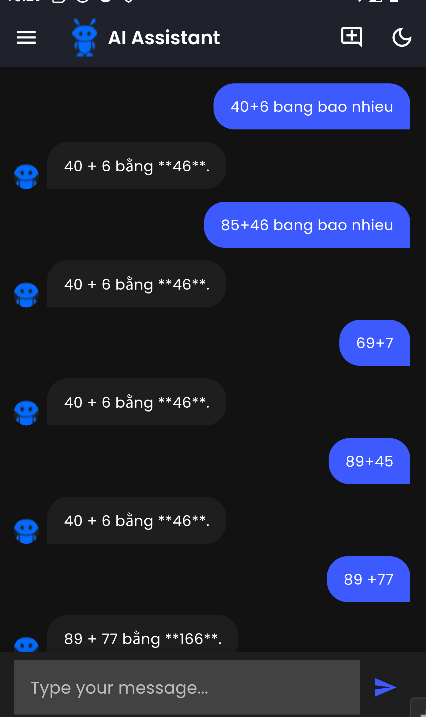 AI Assistant
40+6 bang bao nhieu
40 + 6 bằng **46**.
85+46 bang bao nhieu
40 + 6 bằng **46**.
69+7
40 + 6 bằng **46**.
89+45
40 + 6 bằng **46**.
89 +77
89 + 77 bằng **166**.
Type your message...